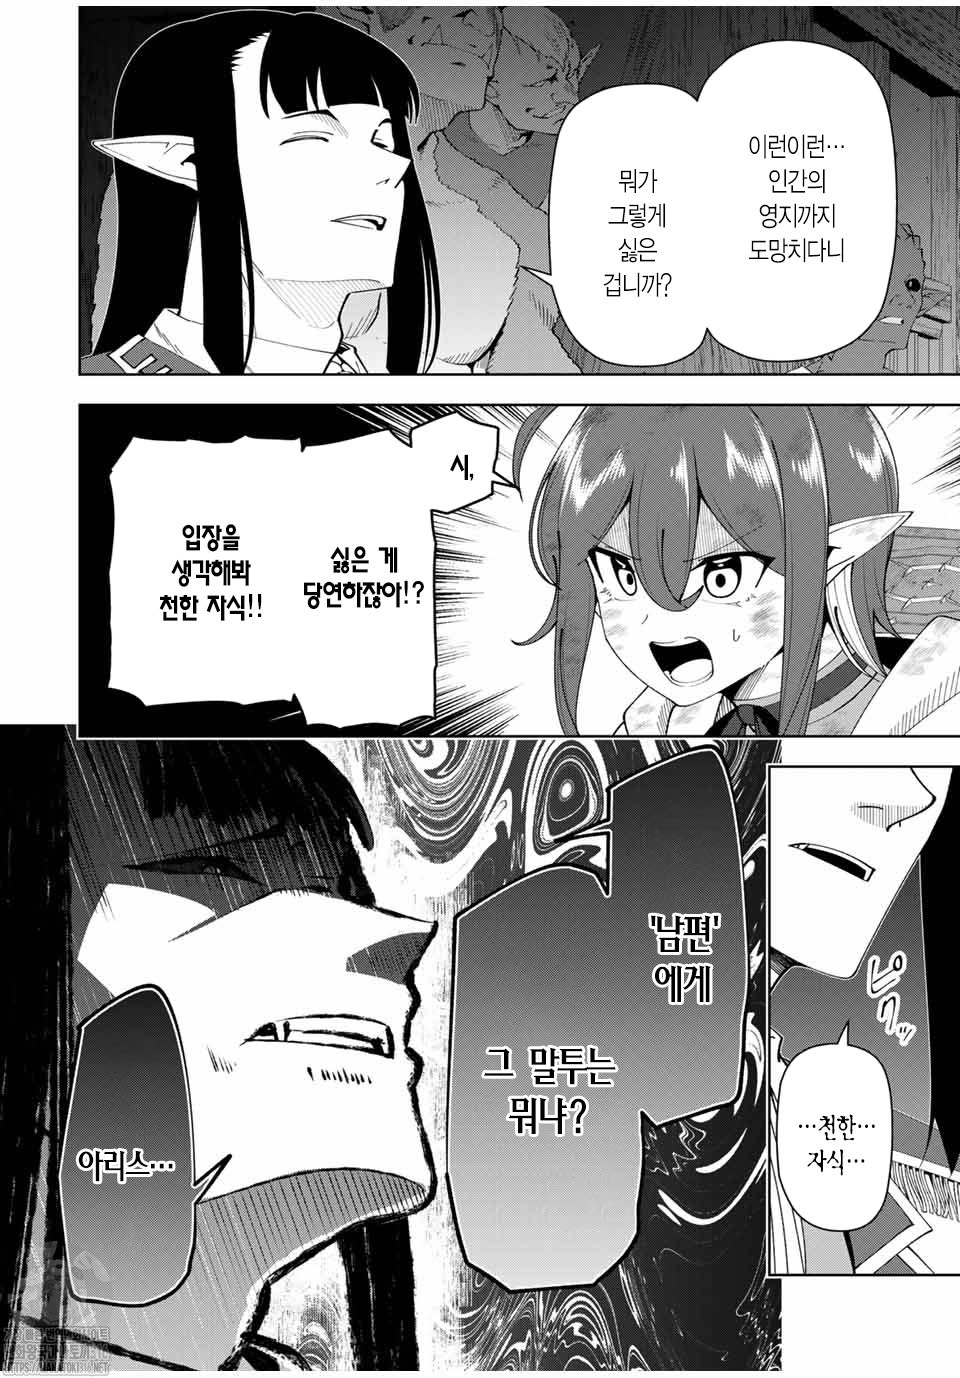 이런이런…
인간의
영지까지
도망치다니
뭐가
그렇게
싫은
겁니까?
시,
싫은 게
당연하잖아!?
입장을
생각해봐
천한 자식!!
ピクッ
…천한…
자식…
'남편'
에게
그 말투는
뭐냐?
아리스…